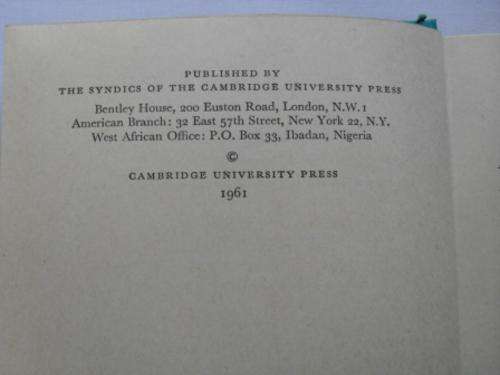 PUBLISHED BY
THE SYNDICS OF THE CAMBRIDGE UNIVERSITY PRESS
Bentley House, 200 Euston Road, London, N.W.1
American Branch: 32 East 57th Street, New York 22, N.Y.
West African Office: P.O. Box 33, Ibadan, Nigeria
©
CAMBRIDGE UNIVERSITY PRESS
1961